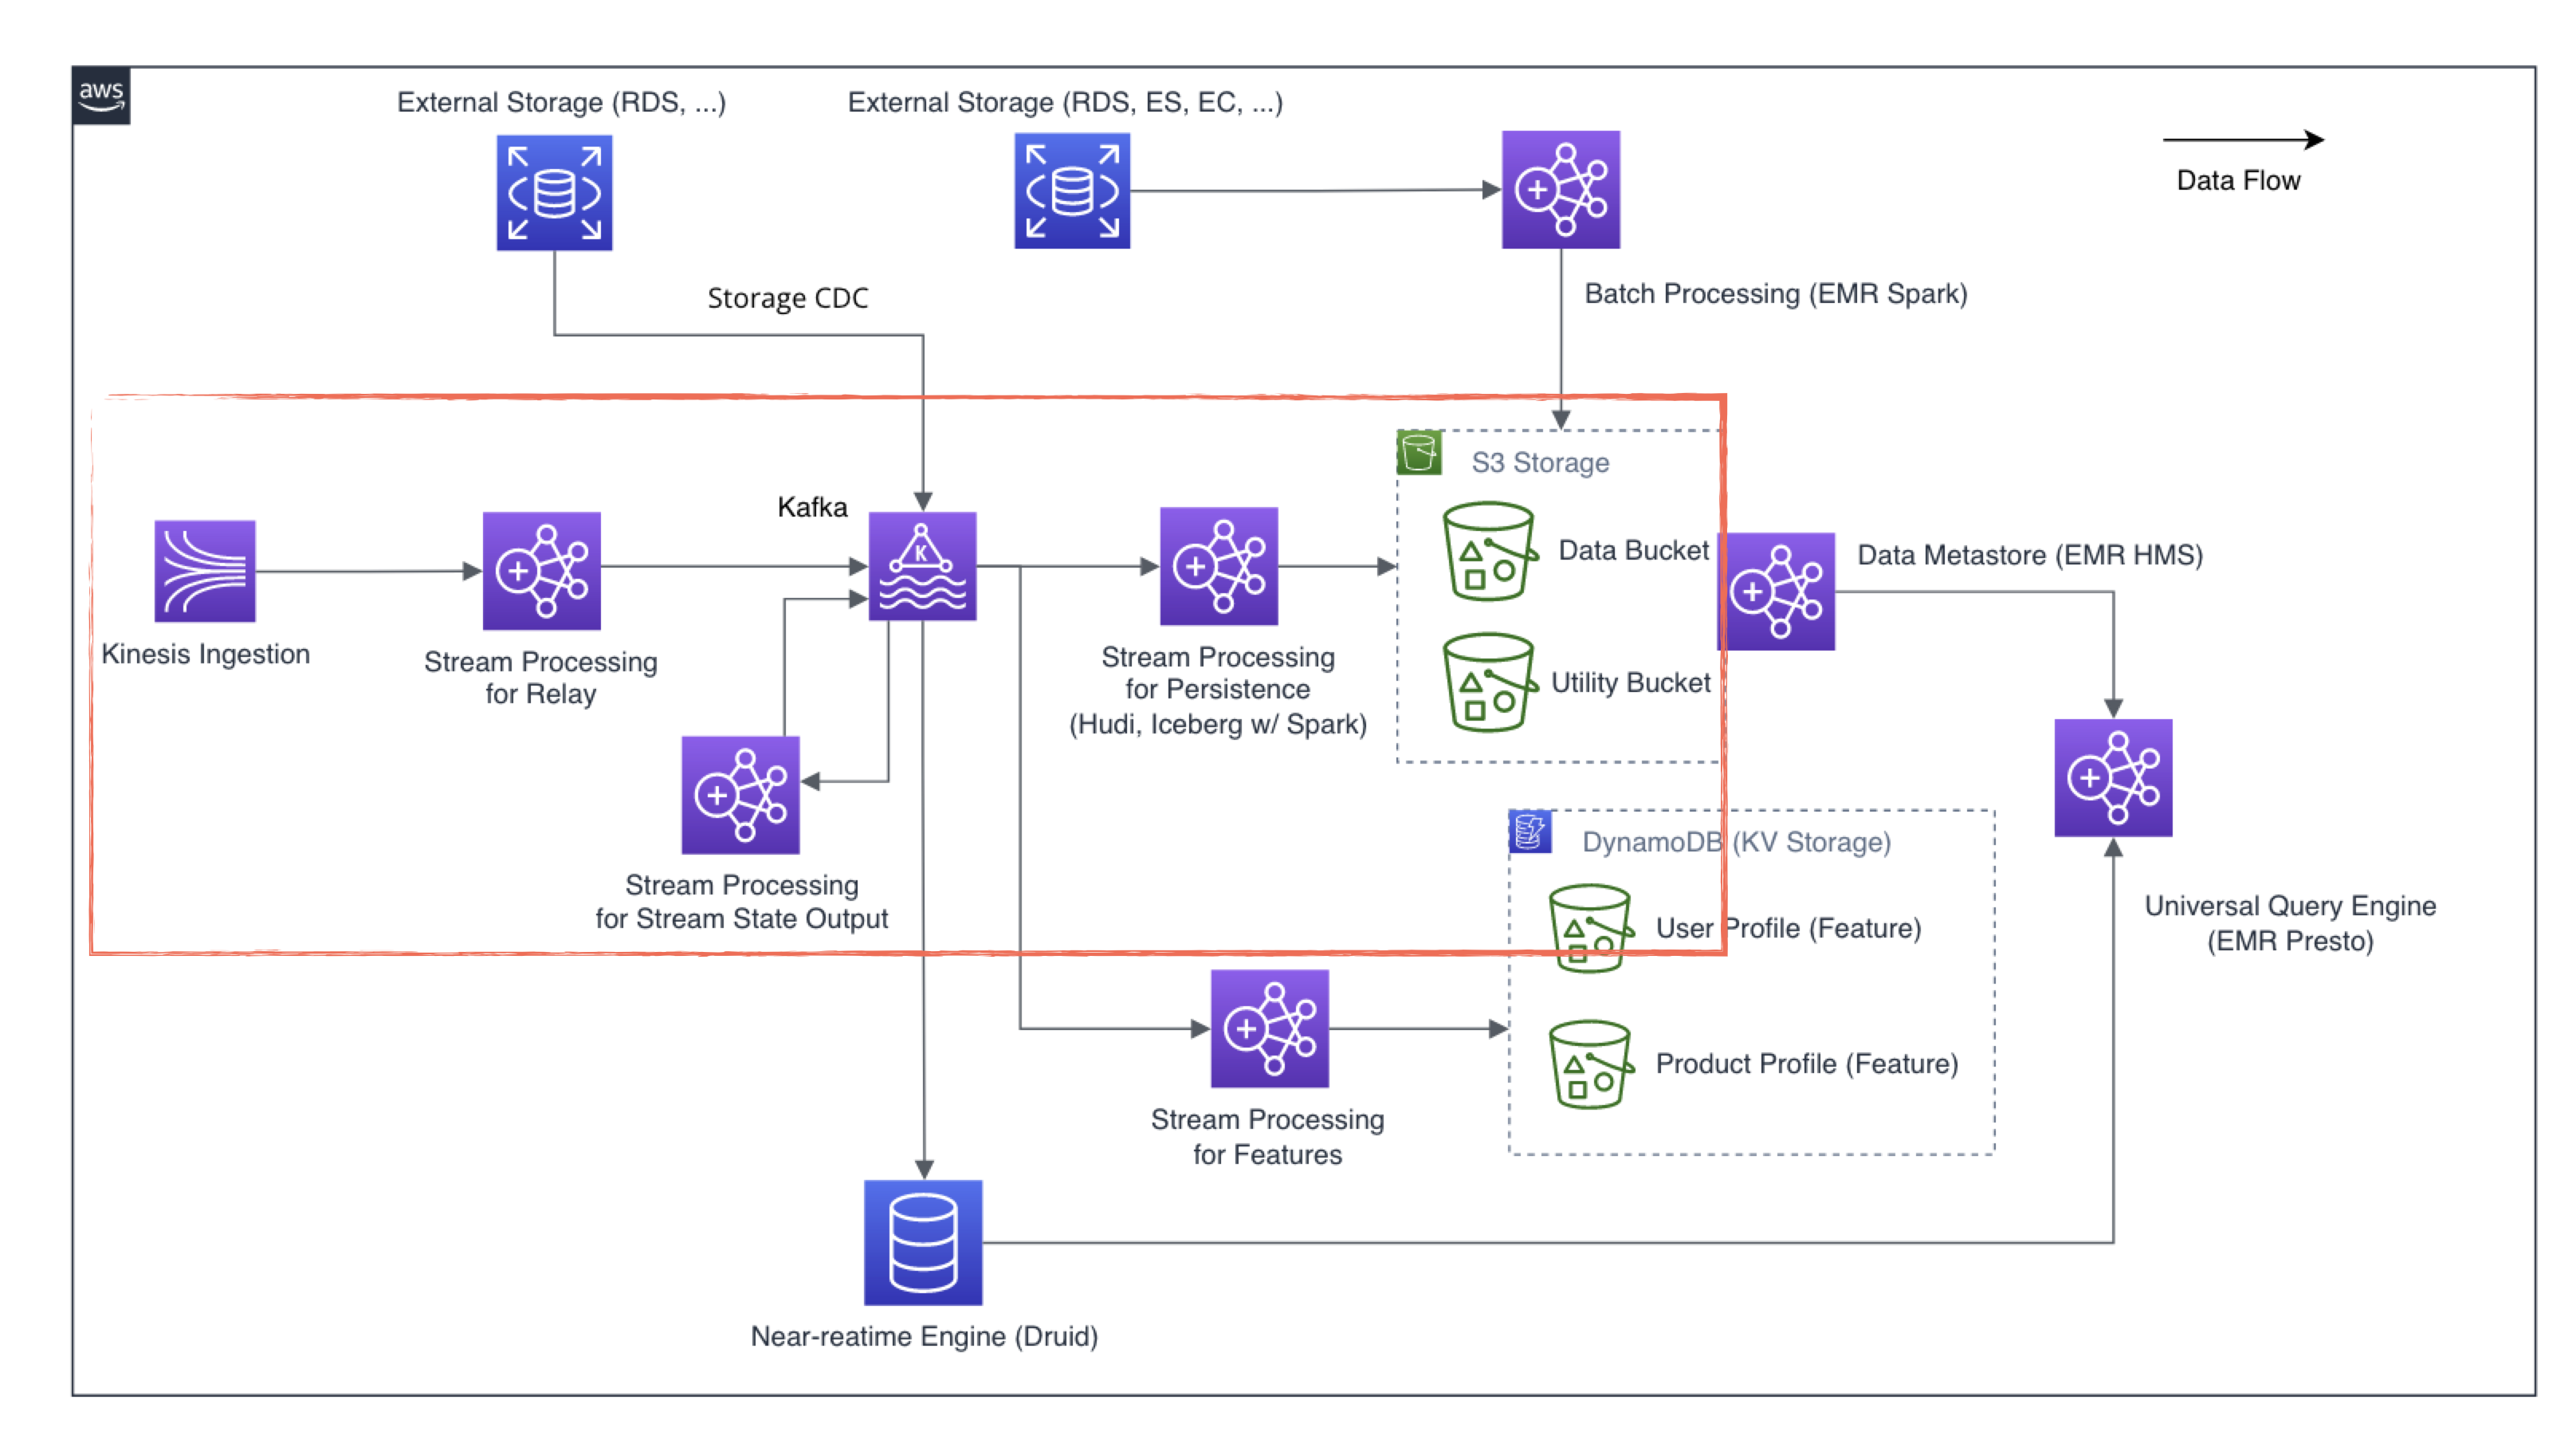 aws
External Storage (RDS, ...)
External Storage (RDS, ES, EC, ...)
Data Flow
Storage CDC
Batch Processing (EMR Spark)
S3 Storage
Kafka
K
Data Bucket
Data Metastore (EMR HMS)
Kinesis Ingestion
Stream Processing
for Relay
Stream Processing
for Persistence
(Hudi, Iceberg w/ Spark)
Utility Bucket
DynamoDB (KV Storage)
Stream Processing
for Stream State Output
User Profile (Feature)
Universal Query Engine
(EMR Presto)
Product Profile (Feature)
Stream Processing
for Features
Near-reatime Engine (Druid)